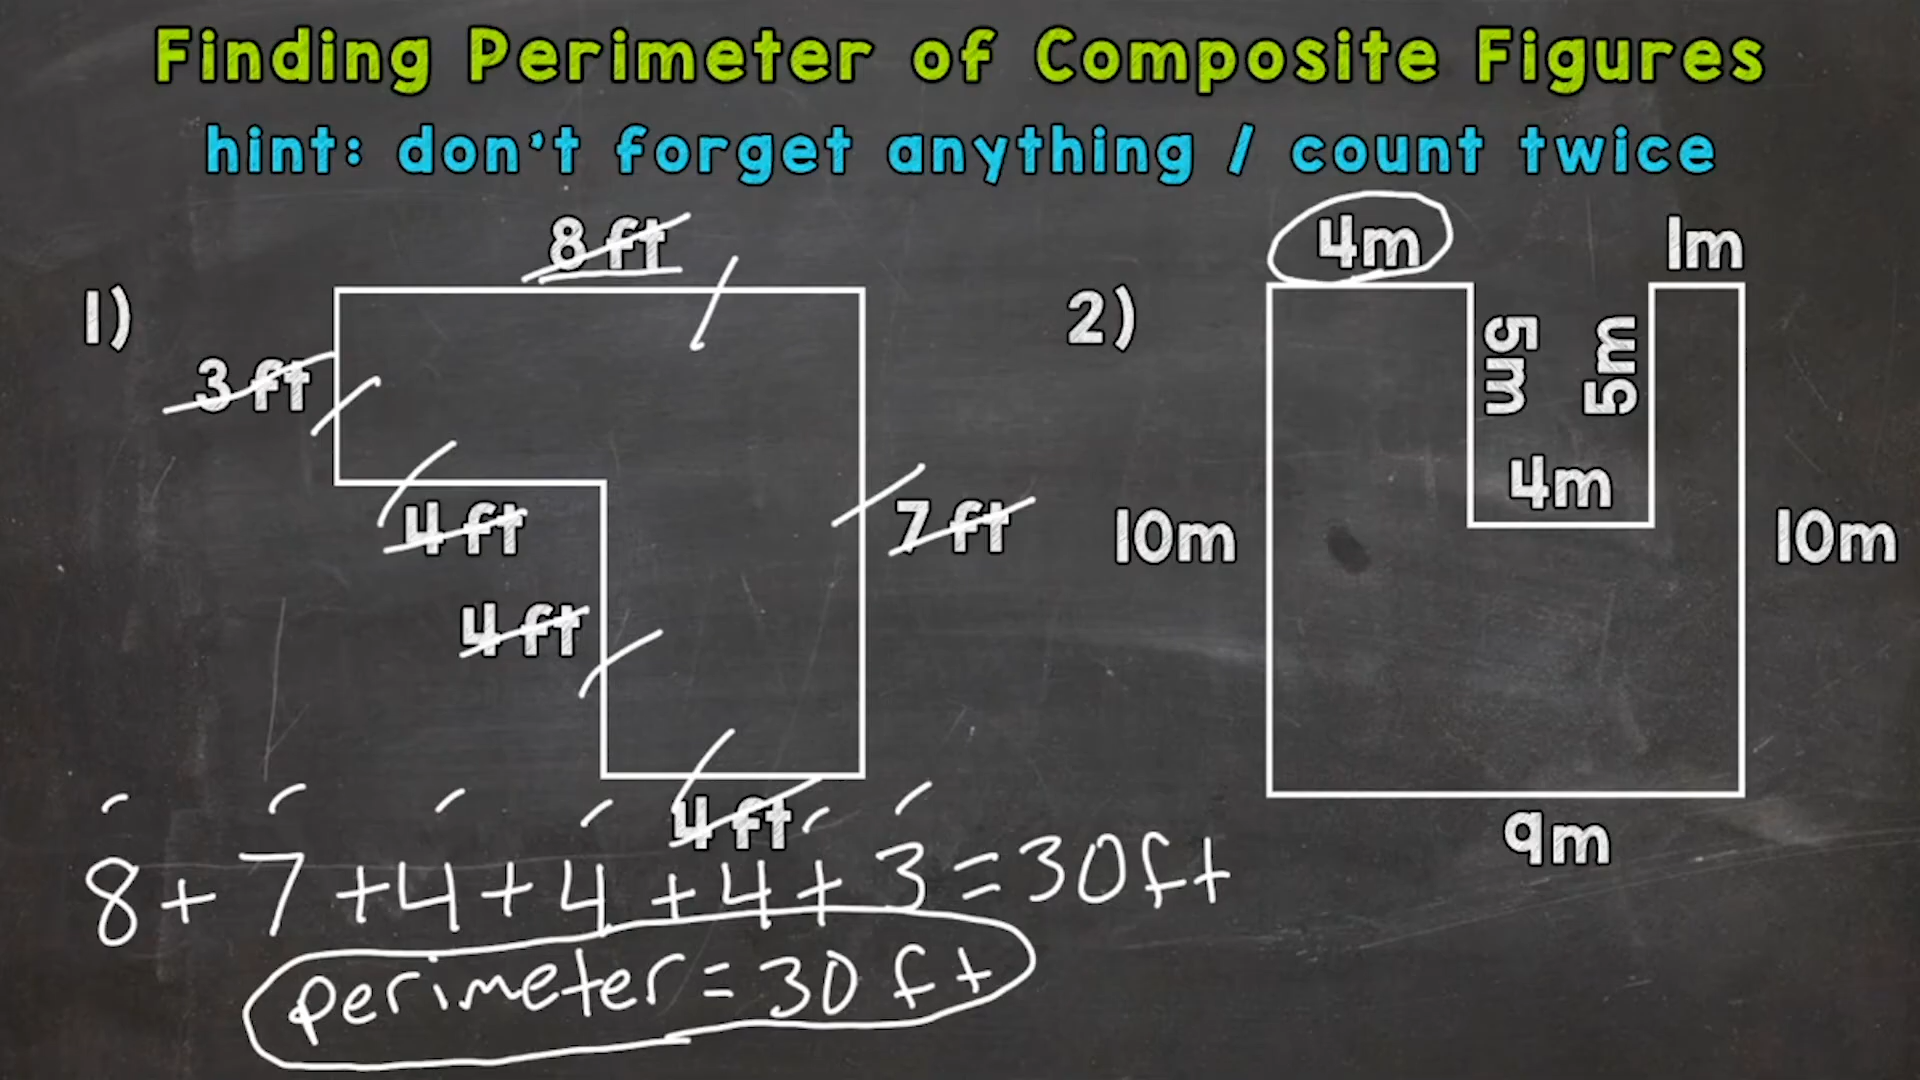 Finding Perimeter of Composite Figures
hint: don't forget anything / count twice
1)
8 ft
3 ft
4 ft
7 ft
4 ft
4 ft
8 + 7 + 4 + 4 + 4 + 3 = 30 ft
perimeter = 30 ft
2)
4m
1m
5m
5m
4m
10m
10m
9m